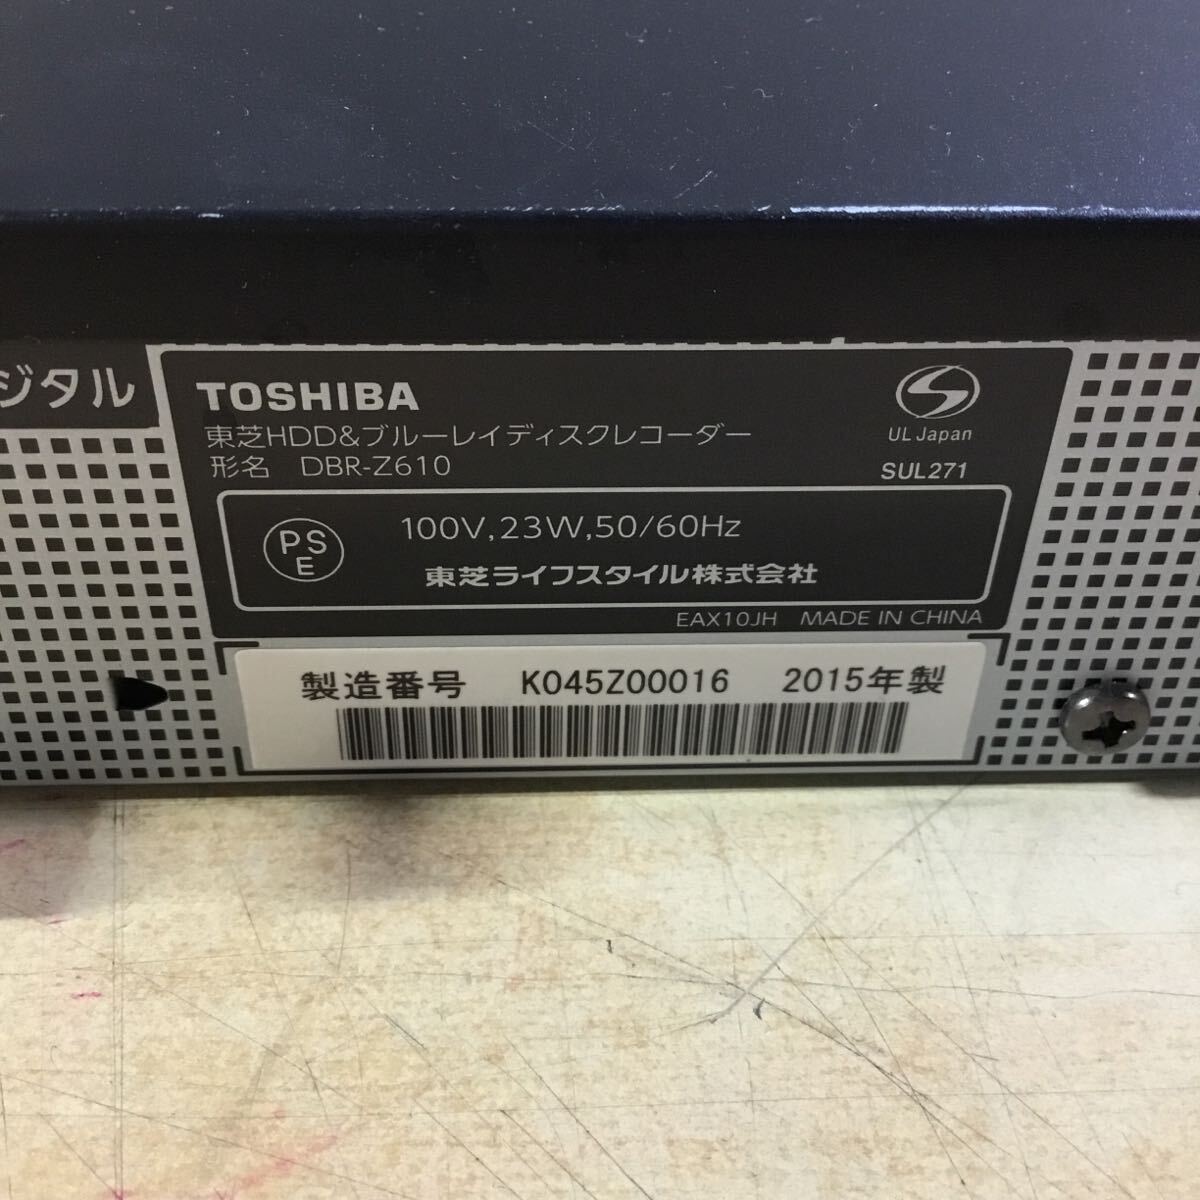 ジタル
TOSHIBA
東芝HDD&ブルーレイディスクレコーダー
形名 DBR-Z610
UL Japan
SUL271
PS
E
100V,23W,50/60Hz
東芝ライフスタイル株式会社
EAX10JH MADE IN CHINA
製造番号 K045Z00016 2015年製